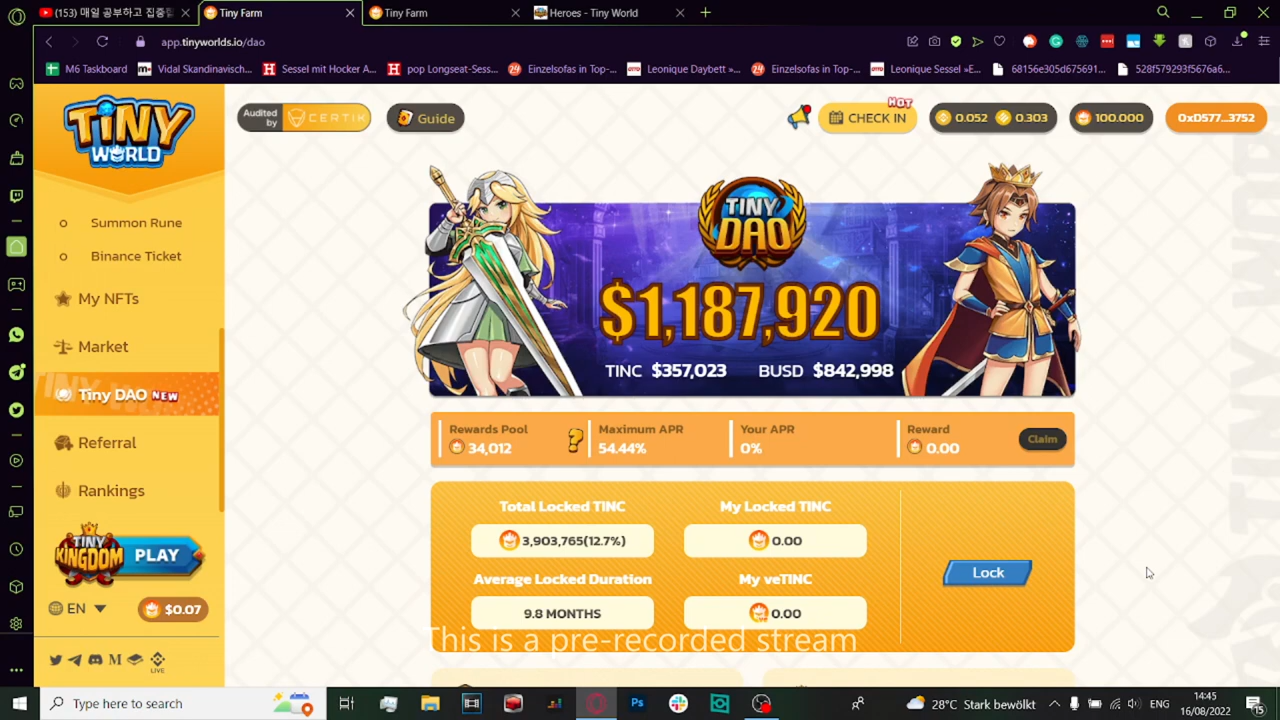 (153) 매일 공부하고 집중
Tiny Farm
Tiny Farm
Heroes - Tiny World
app.tinyworlds.io/dao
M6 Taskboard
Vidal Skandinavisch...
Sessel mit Hocker A...
pop Longseat-Sess...
Einzelsofas in Top-...
Leonique Daybett »...
Einzelsofas in Top-...
Leonique Sessel »E...
68156e305d675691...
528f579293f5676a6...
TINY WORLD
Audited by CERTIK
Guide
HOT
CHECK IN
0.052
0.303
100.000
0xD577...3752
Summon Rune
Binance Ticket
My NFTs
Market
Tiny DAO NEW
Referral
Rankings
TINY KINGDOM PLAY
EN
$0.07
LIVE
TINY DAO
$1,187,920
TINC $357,023 BUSD $842,998
Rewards Pool
34,012
Maximum APR
54.44%
Your APR
0%
Reward
0.00
Claim
Total Locked TINC
3,903,765(12.7%)
My Locked TINC
0.00
Average Locked Duration
9.8 MONTHS
My veTINC
0.00
Lock
This is a pre-recorded stream
Type here to search
28°C Stark bewölkt
ENG
14:45
16/08/2022
15